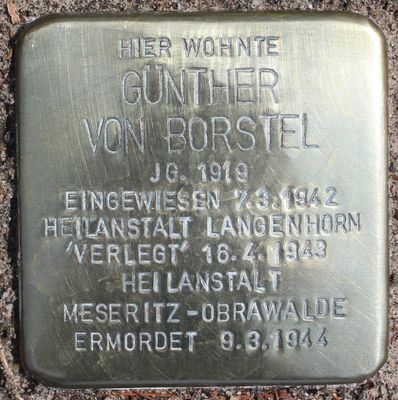 HIER WOHNTE
GÜNTHER
VON BORSTEL
JG. 1919
EINGEWIESEN 7.3.1942
HEILANSTALT LANGENHORN
'VERLEGT' 16.4.1943
HEILANSTALT
MESERITZ-OBRAWALDE
ERMORDET 9.3.1944